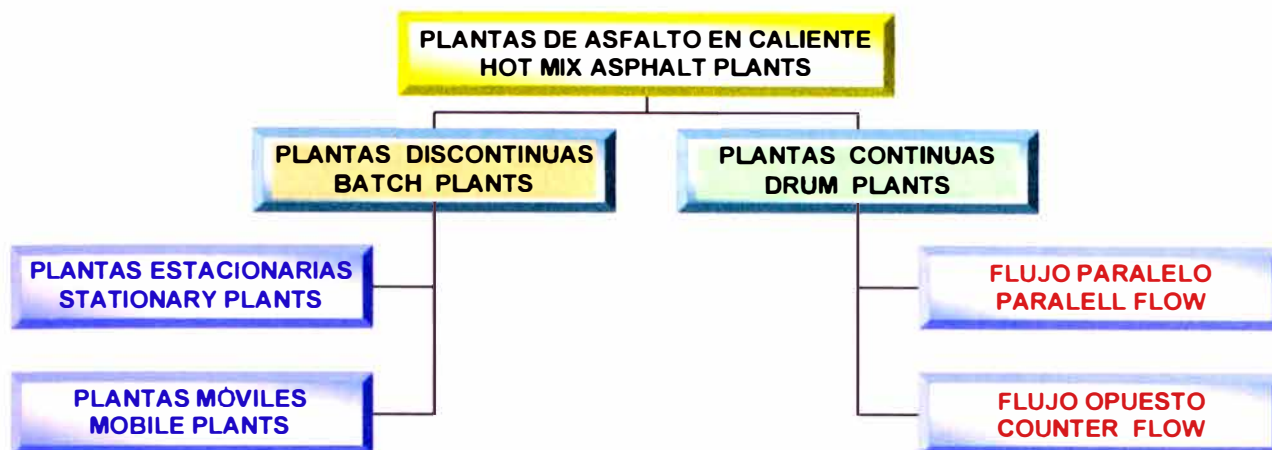 PLANTAS DE ASFALTO EN CALIENTE
HOT MIX ASPHALT PLANTS
PLANTAS DISCONTINUAS
BATCH PLANTS
PLANTAS CONTINUAS
DRUM PLANTS
PLANTAS ESTACIONARIAS
STATIONARY PLANTS
FLUJO PARALELO
PARALELL FLOW
PLANTAS MÓVILES
MOBILE PLANTS
FLUJO OPUESTO
COUNTER FLOW